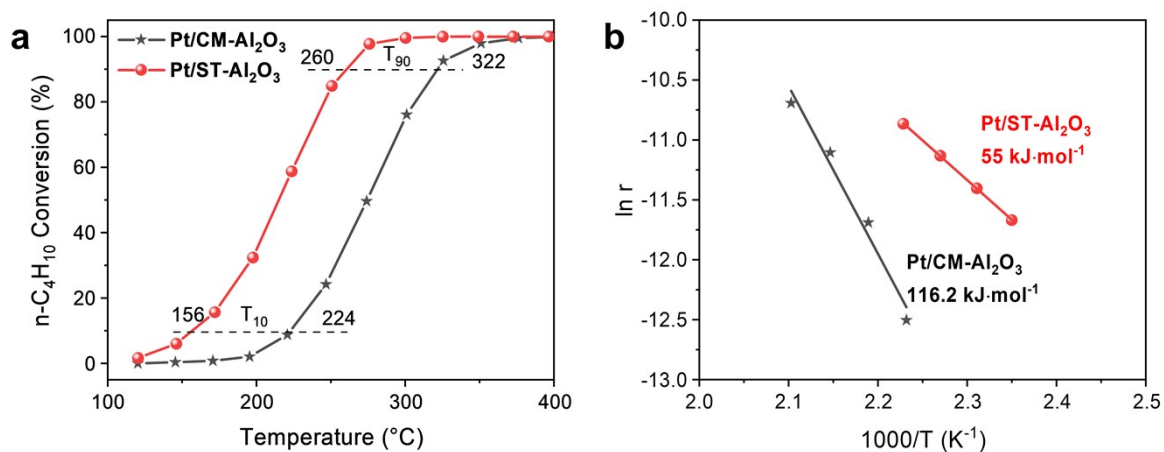 a
Pt/CM-Al₂O₃
Pt/ST-Al₂O₃
260
T₉₀
322
156
T₁₀
224
100
80
60
40
20
0
n-C₄H₁₀ Conversion (%)
100
200
300
400
Temperature (°C)
b
-10.0
-10.5
-11.0
-11.5
-12.0
-12.5
-13.0
ln r
Pt/ST-Al₂O₃
55 kJ·mol⁻¹
Pt/CM-Al₂O₃
116.2 kJ·mol⁻¹
2.0
2.1
2.2
2.3
2.4
2.5
1000/T (K⁻¹)